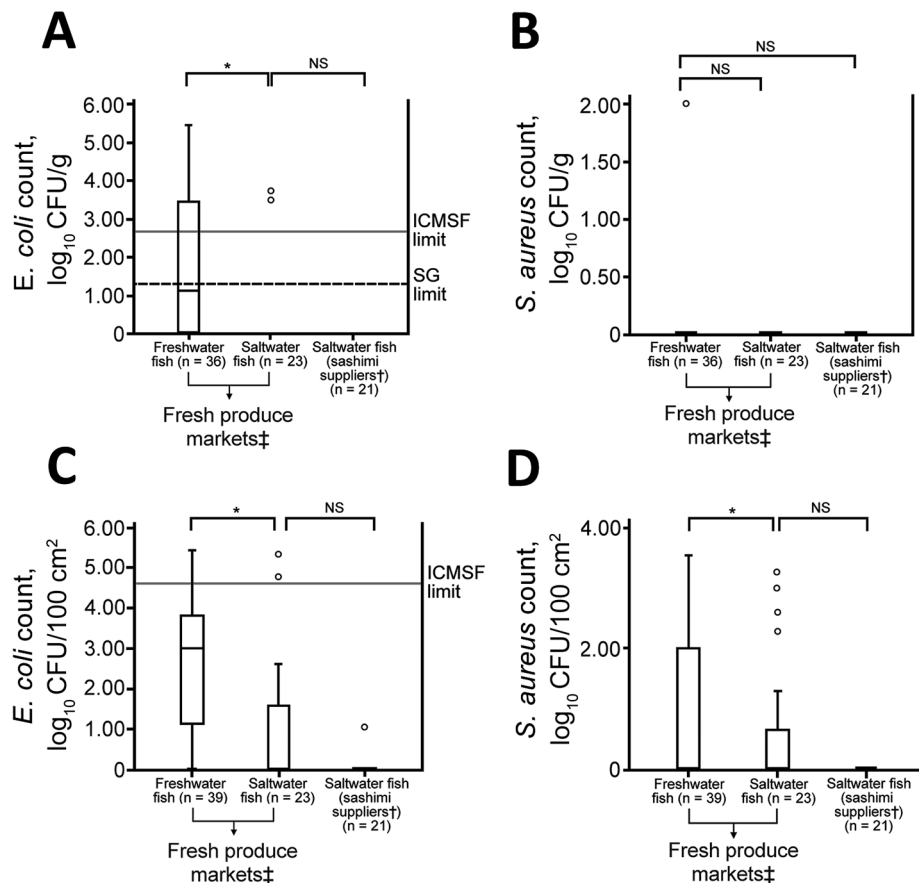 A
*
NS
E. coli count,
log10 CFU/g
6.00
5.00
4.00
3.00
2.00
1.00
0
ICMSF
limit
SG
limit
Freshwater
fish (n = 36)
Saltwater
fish (n = 23)
Saltwater fish
(sashimi
suppliers†)
(n = 21)
Fresh produce
markets‡
B
NS
NS
S. aureus count,
log10 CFU/g
2.00
1.50
1.00
0.50
0
Freshwater
fish (n = 36)
Saltwater
fish (n = 23)
Saltwater fish
(sashimi
suppliers†)
(n = 21)
Fresh produce
markets‡
C
*
NS
E. coli count,
log10 CFU/100 cm2
6.00
5.00
4.00
3.00
2.00
1.00
0
ICMSF
limit
Freshwater
fish (n = 39)
Saltwater
fish (n = 23)
Saltwater fish
(sashimi
suppliers†)
(n = 21)
Fresh produce
markets‡
D
*
NS
S. aureus count,
log10 CFU/100 cm2
4.00
2.00
0
Freshwater
fish (n = 39)
Saltwater
fish (n = 23)
Saltwater fish
(sashimi
suppliers†)
(n = 21)
Fresh produce
markets‡